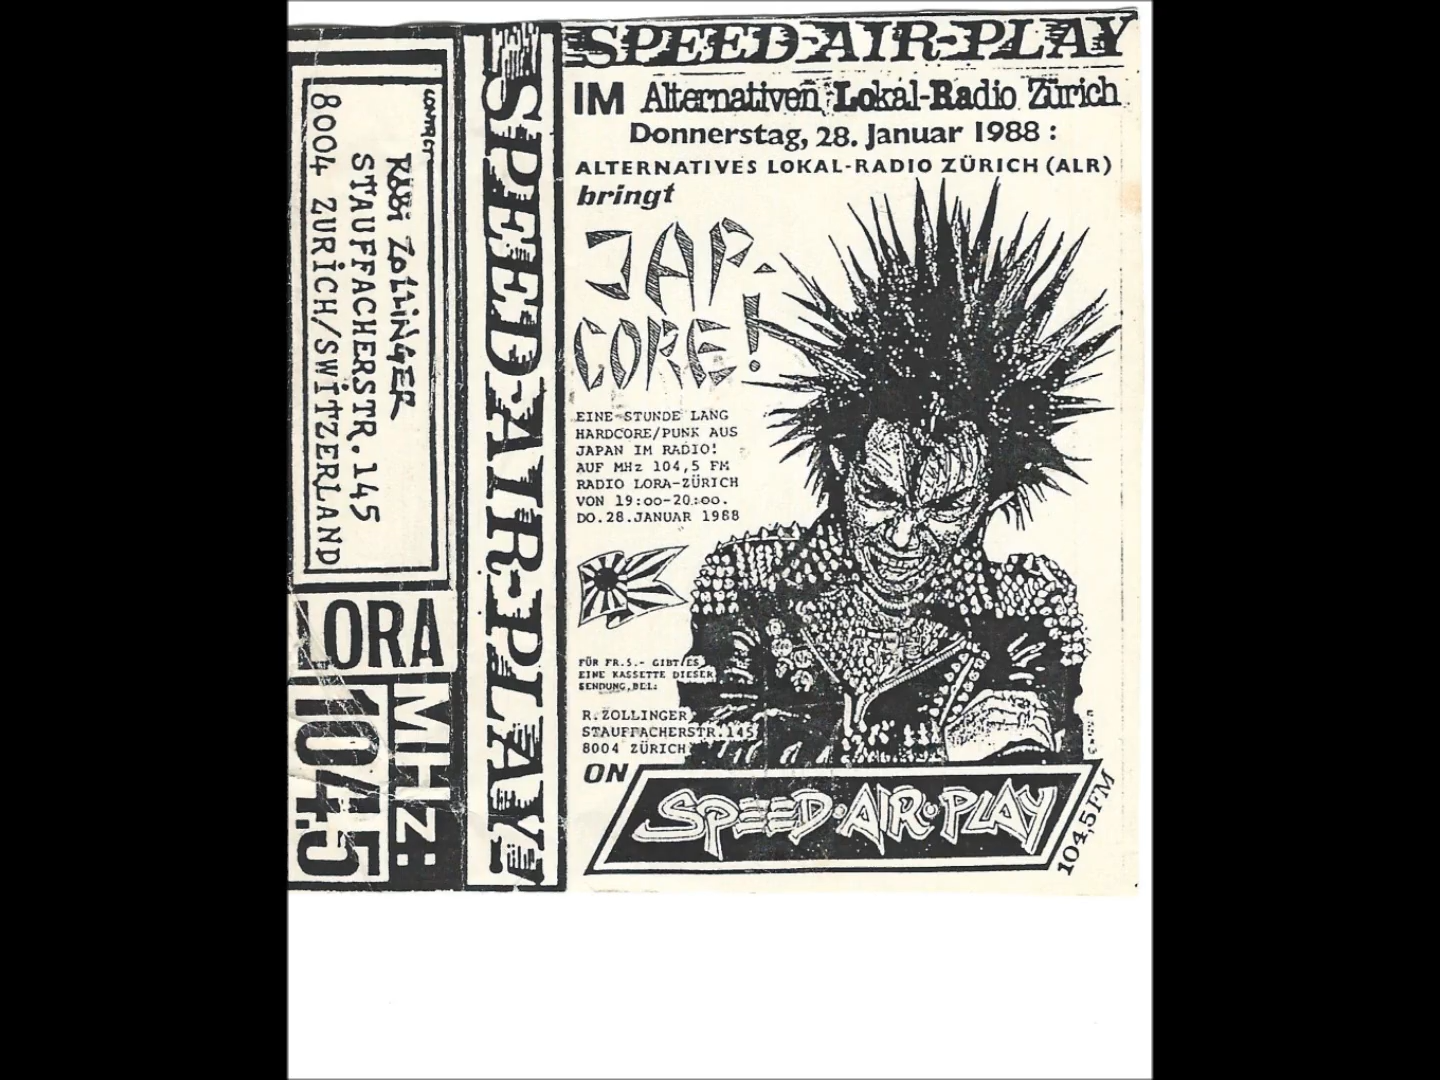 CONTACT
RÖBi ZOLLiNGER
STAUFFACHERSTR.145
8004 ZURiCH/SWiTZERLAND
LORA
MHz:
104.5
SPEED-AIR-PLAY!
SPEED-AIR-PLAY
IM Alternativen Lokal-Radio Zürich
Donnerstag, 28. Januar 1988 :
ALTERNATIVES LOKAL-RADIO ZÜRICH (ALR)
bringt
JAP-
CORE!
EINE STUNDE LANG
HARDCORE/PUNK AUS
JAPAN IM RADIO!
AUF MHz 104,5 FM
RADIO LORA-ZÜRICH
VON 19:00-20:00.
DO.28.JANUAR 1988
FÜR FR.5.- GIBT ES
EINE KASSETTE DIESER
SENDUNG,BEI:
R.ZOLLINGER
STAUFFACHERSTR.145
8004 ZÜRICH
ON
SPEED·AIR·PLAY
104,5 FM